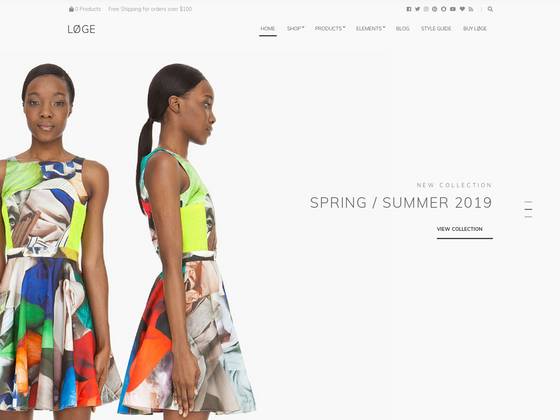 0 Products Free Shipping for orders over $100
LØGE
HOME SHOP PRODUCTS ELEMENTS BLOG STYLE GUIDE BUY LØGE
NEW COLLECTION
SPRING / SUMMER 2019
VIEW COLLECTION